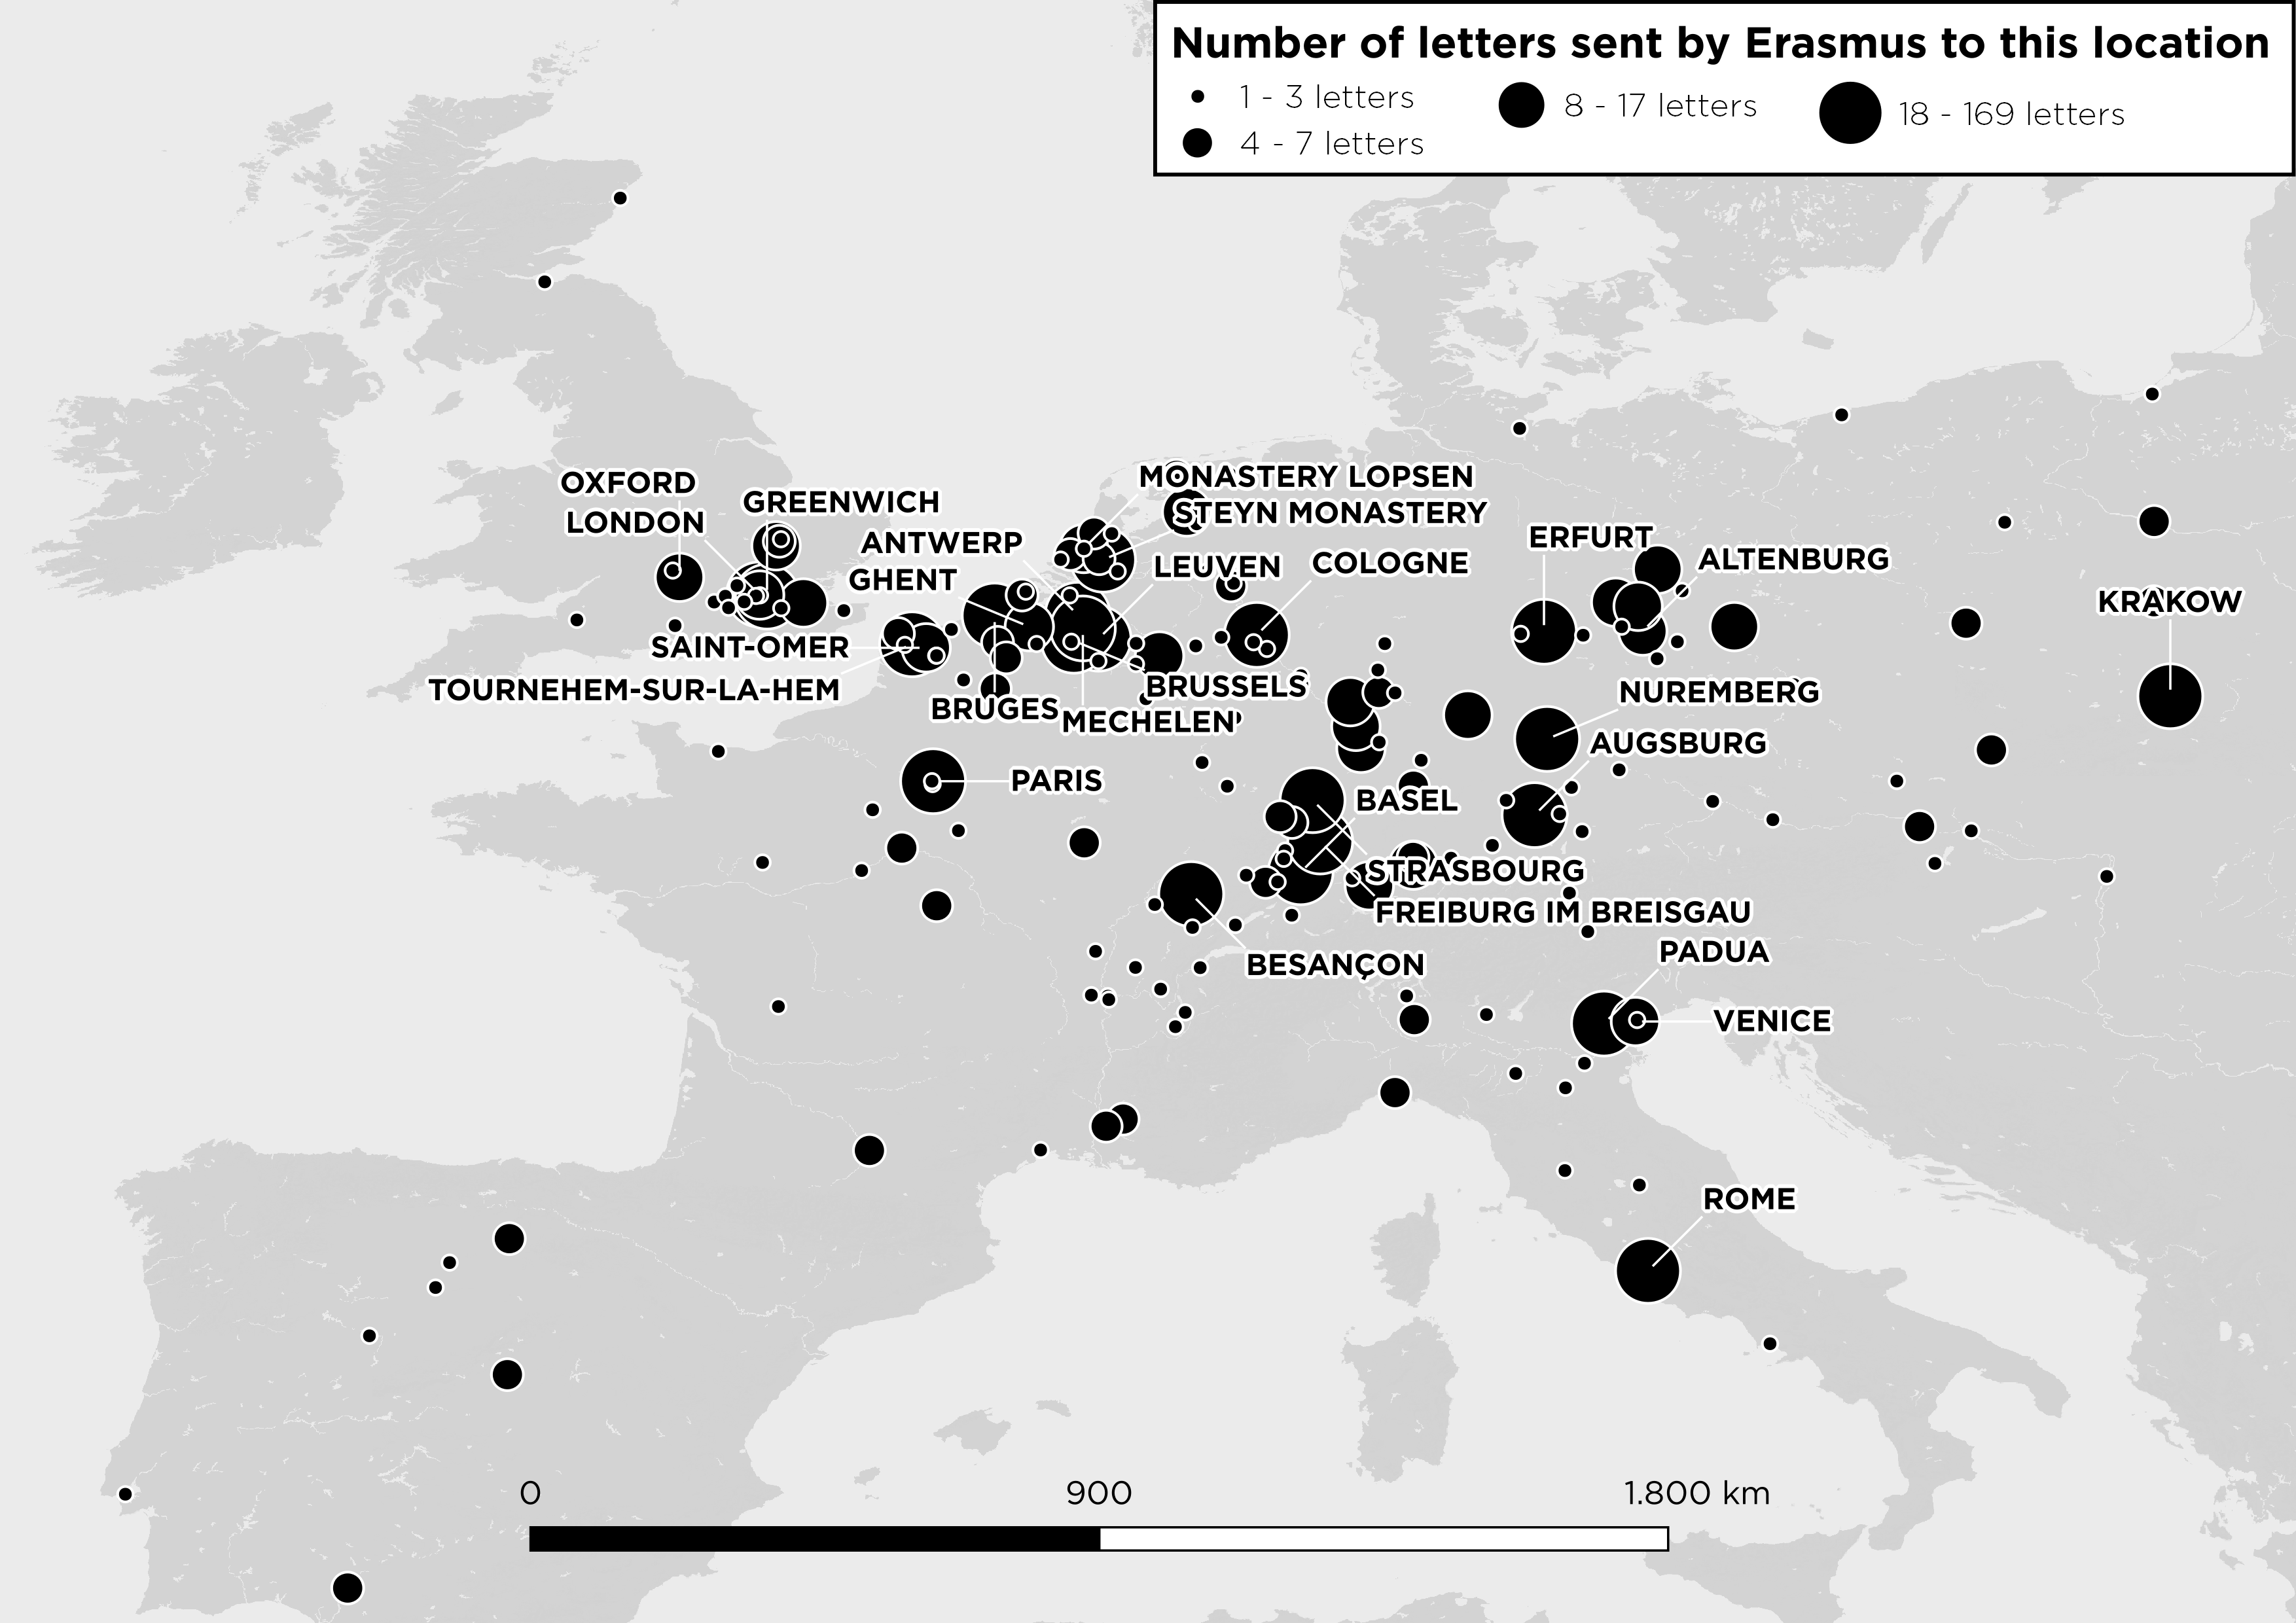 Number of letters sent by Erasmus to this location
1 - 3 letters
8 - 17 letters
18 - 169 letters
4 - 7 letters
MONASTERY LOPSEN
OXFORD
GREENWICH
STEYN MONASTERY
LONDON
ANTWERP
ERFURT
ALTENBURG
LEUVEN
COLOGNE
GHENT
KRAKOW
SAINT-OMER
BRUSSELS
TOURNEHEM-SUR-LA-HEM
NUREMBERG
BRUGES
MECHELEN
AUGSBURG
PARIS
BASEL
STRASBOURG
FREIBURG IM BREISGAU
PADUA
BESANÇON
VENICE
ROME
0
900
1.800 km